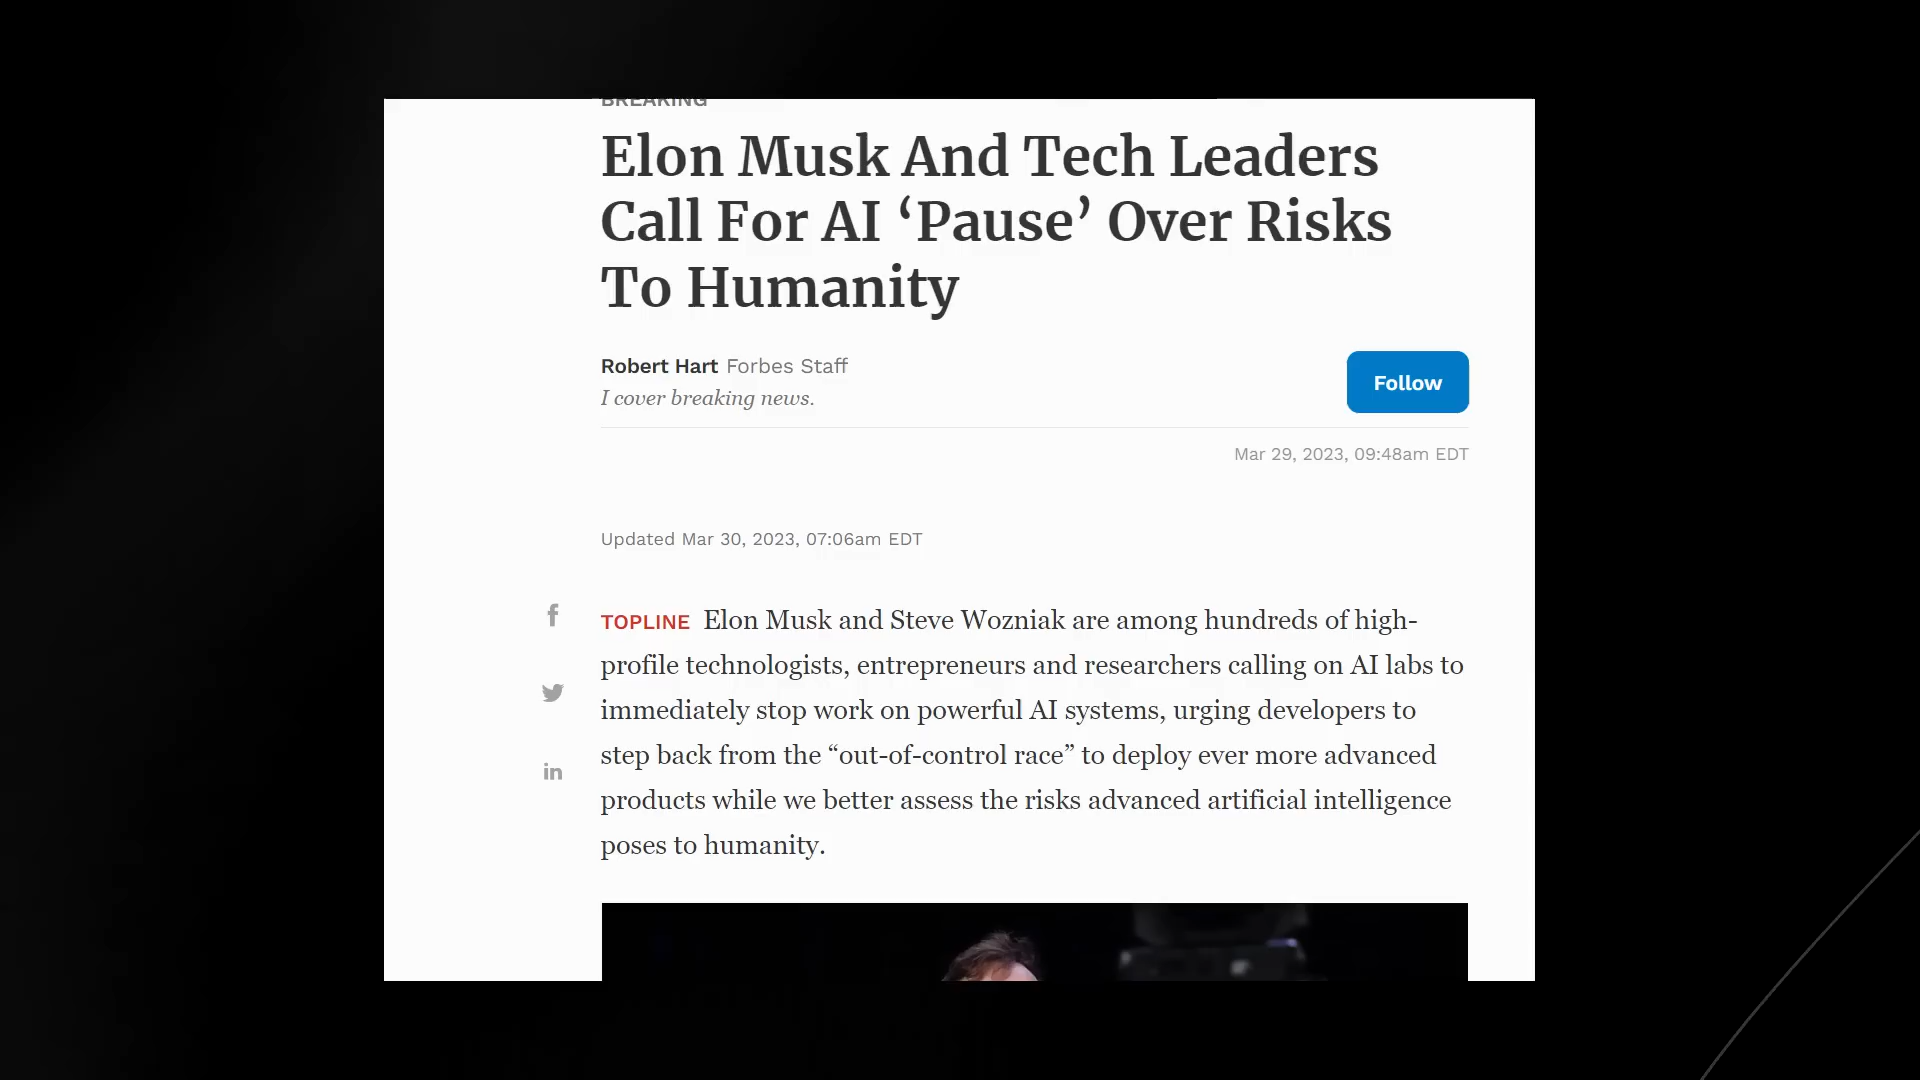 BREAKING
Elon Musk And Tech Leaders
Call For AI ‘Pause’ Over Risks
To Humanity
Robert Hart Forbes Staff
I cover breaking news.
Follow
Mar 29, 2023, 09:48am EDT
Updated Mar 30, 2023, 07:06am EDT
TOPLINE Elon Musk and Steve Wozniak are among hundreds of high-
profile technologists, entrepreneurs and researchers calling on AI labs to
immediately stop work on powerful AI systems, urging developers to
step back from the “out-of-control race” to deploy ever more advanced
products while we better assess the risks advanced artificial intelligence
poses to humanity.